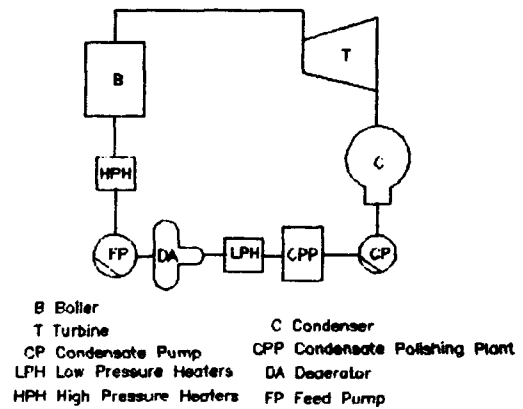 B
T
C
HPH
FP
DA
LPH
CPP
CP
B Boiler
T Turbine
CP Condensate Pump
LPH Low Pressure Heaters
HPH High Pressure Heaters
C Condenser
CPP Condensate Polishing Plant
DA Deaerator
FP Feed Pump